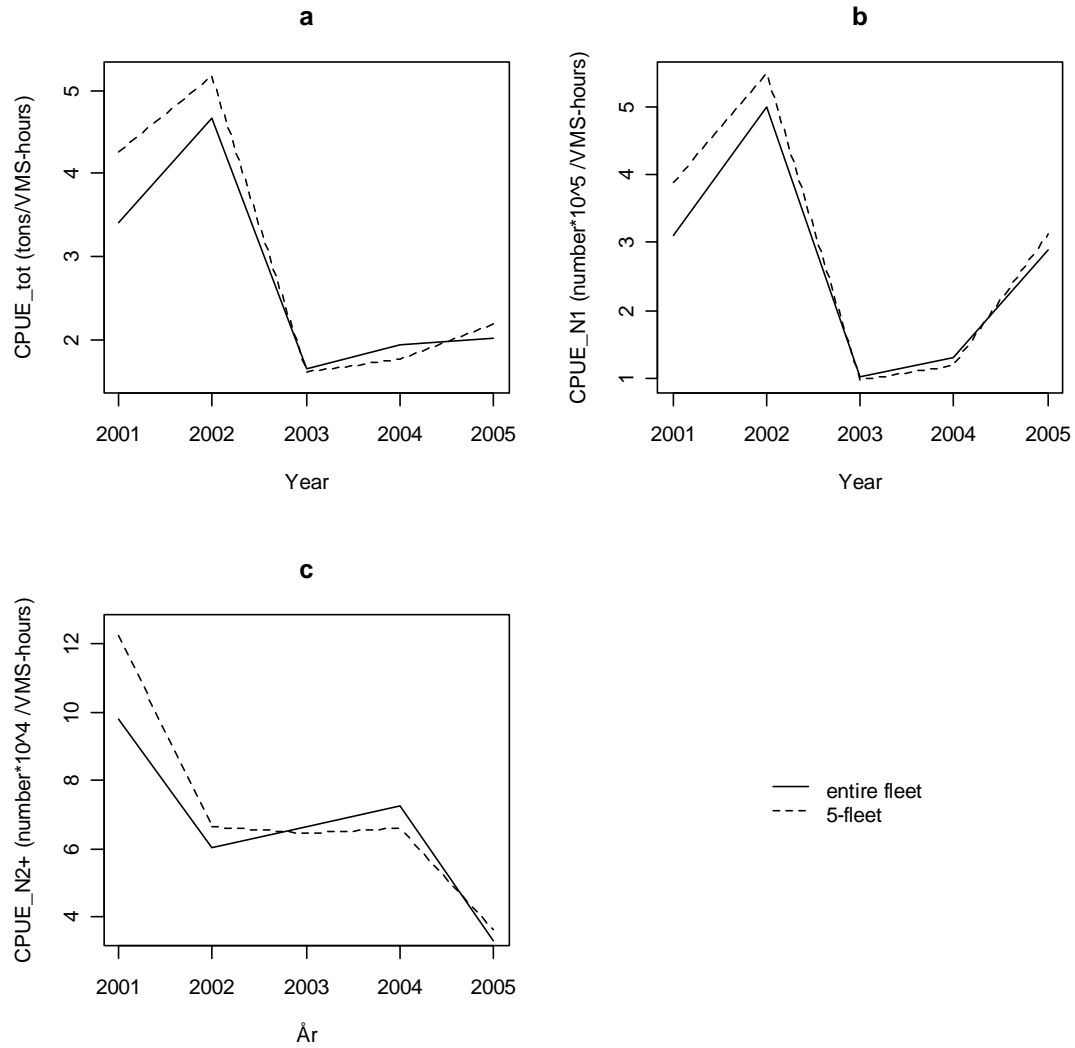 a
CPUE_tot (tons/VMS-hours)
5
4
3
2
2001 2002 2003 2004 2005
Year
b
CPUE_N1 (number*10^5 /VMS-hours)
5
4
3
2
1
2001 2002 2003 2004 2005
Year
c
CPUE_N2+ (number*10^4 /VMS-hours)
12
10
8
6
4
2001 2002 2003 2004 2005
År
entire fleet
5-fleet